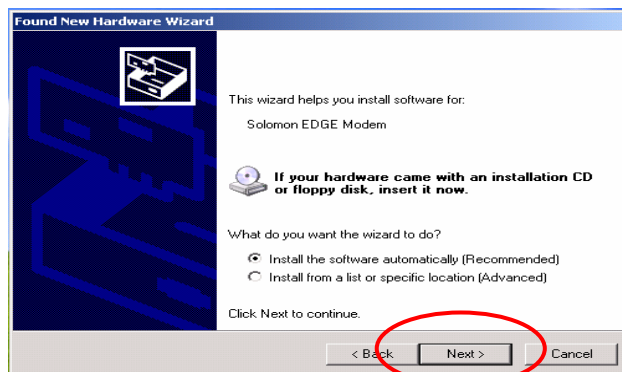 Found New Hardware Wizard
This wizard helps you install software for:
Solomon EDGE Modem
If your hardware came with an installation CD
or floppy disk, insert it now.
What do you want the wizard to do?
Install the software automatically (Recommended)
Install from a list or specific location (Advanced)
Click Next to continue.
< Back Next > Cancel